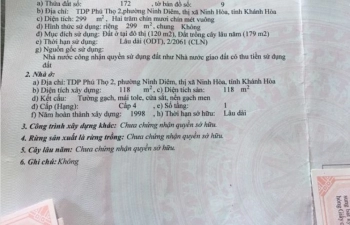 a) Thửa đất số: 172 , tờ bản đồ số: 9
b) Địa chỉ: TDP Phú Thọ 2,phường Ninh Diêm, thị xã Ninh Hòa, tỉnh Khánh Hòa
c) Diện tích: 299 m², Hai trăm chín mươi chín mét vuông
d) Hình thức sử dụng: riêng 299 m², chung Không
đ) Mục đích sử dụng: Đất ở tại đô thị (120 m2), Đất trồng cây lâu năm (179 m2)
e) Thời hạn sử dụng: Lâu dài (ODT), 2/2061 (CLN)
g) Nguồn gốc sử dụng:
Nhà nước công nhận quyền sử dụng đất như Nhà nước giao đất có thu tiền sử dụng
đất
2. Nhà ở:
a) Địa chỉ: TDP Phú Thọ 2, phường Ninh Diêm, thị xã Ninh Hòa, tỉnh Khánh Hòa
b) Diện tích xây dựng: 118 m², c) Diện tích sàn: 118 m²
d) Kết cấu: Tường gạch, mái tole, cửa sắt, nền gạch men
đ) Cấp (Hạng): Cấp 4 , e) Số tầng: 1
f) Năm hoàn thành xây dựng: 1998 , h) Thời hạn sở hữu: Lâu dài
3. Công trình xây dựng khác: Chưa chứng nhận quyền sở hữu.
4. Rừng sản xuất là rừng trồng: Chưa chứng nhận quyền sở hữu.
5. Cây lâu năm: Chưa chứng nhận quyền sở hữu.
6. Ghi chú: Không